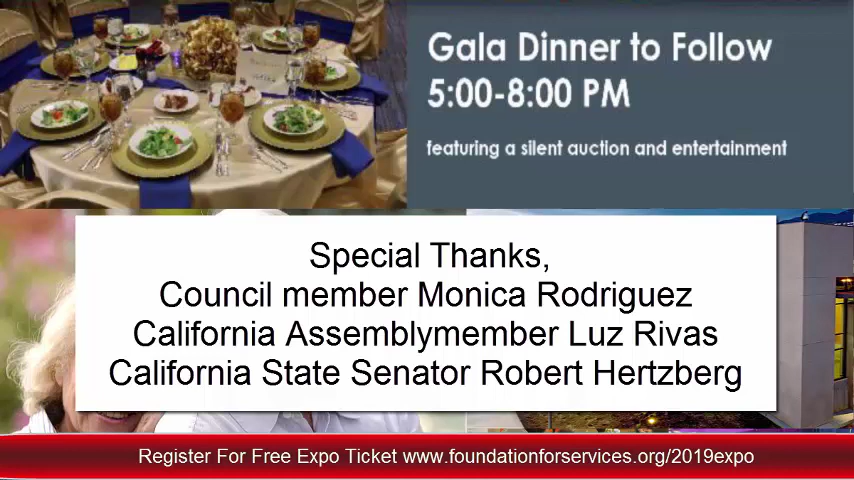 Gala Dinner to Follow
5:00-8:00 PM
featuring a silent auction and entertainment
Special Thanks,
Council member Monica Rodriguez
California Assemblymember Luz Rivas
California State Senator Robert Hertzberg
Register For Free Expo Ticket www.foundationforservices.org/2019expo